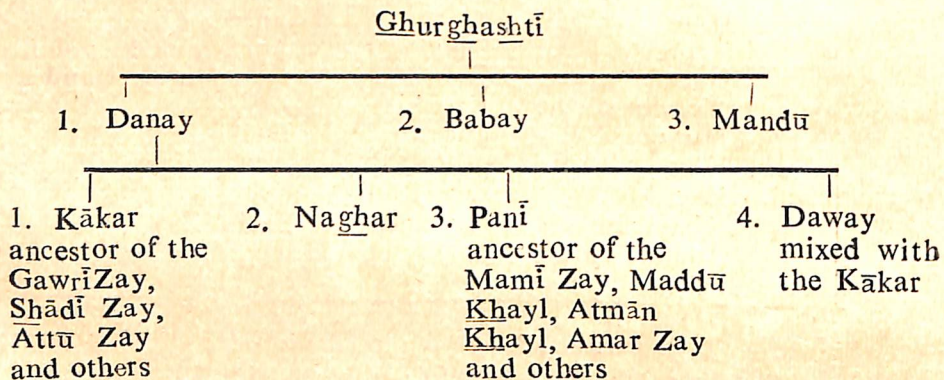 Ghurghashtī
1. Danay 2. Babay 3. Mandū
1. Kākar 2. Naghar 3. Panī 4. Daway
ancestor of the ancestor of the mixed with
GawrīZay, Mamī Zay, Maddū the Kākar
Shādī Zay, Khayl, Atmān
Attū Zay Khayl, Amar Zay
and others and others